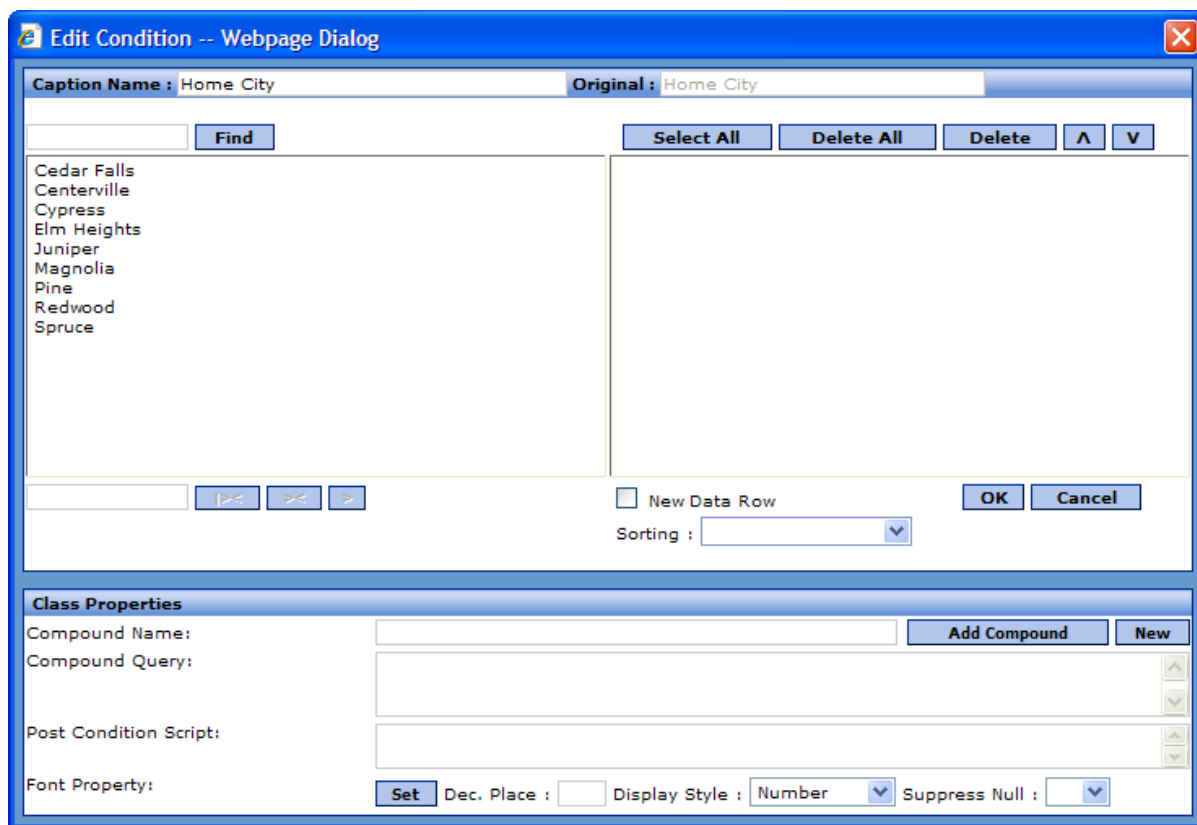 Edit Condition -- Webpage Dialog
Caption Name : Home City Original : Home City
Find Select All Delete All Delete Λ V
Cedar Falls
Centerville
Cypress
Elm Heights
Juniper
Magnolia
Pine
Redwood
Spruce
|>< >< > New Data Row OK Cancel
Sorting :
Class Properties
Compound Name: Add Compound New
Compound Query:
Post Condition Script:
Font Property: Set Dec. Place : Display Style : Number Suppress Null :